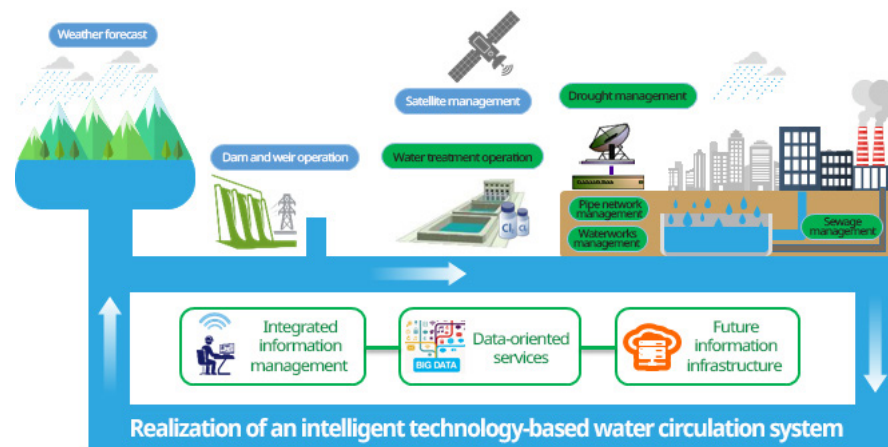 Weather forecast
Satellite management
Drought management
Dam and weir operation
Water treatment operation
Pipe network
management
Waterworks
management
Sewage
management
Cl
Cl
Integrated
information
management
BIG DATA
Data-oriented
services
Future
information
infrastructure
Realization of an intelligent technology-based water circulation system